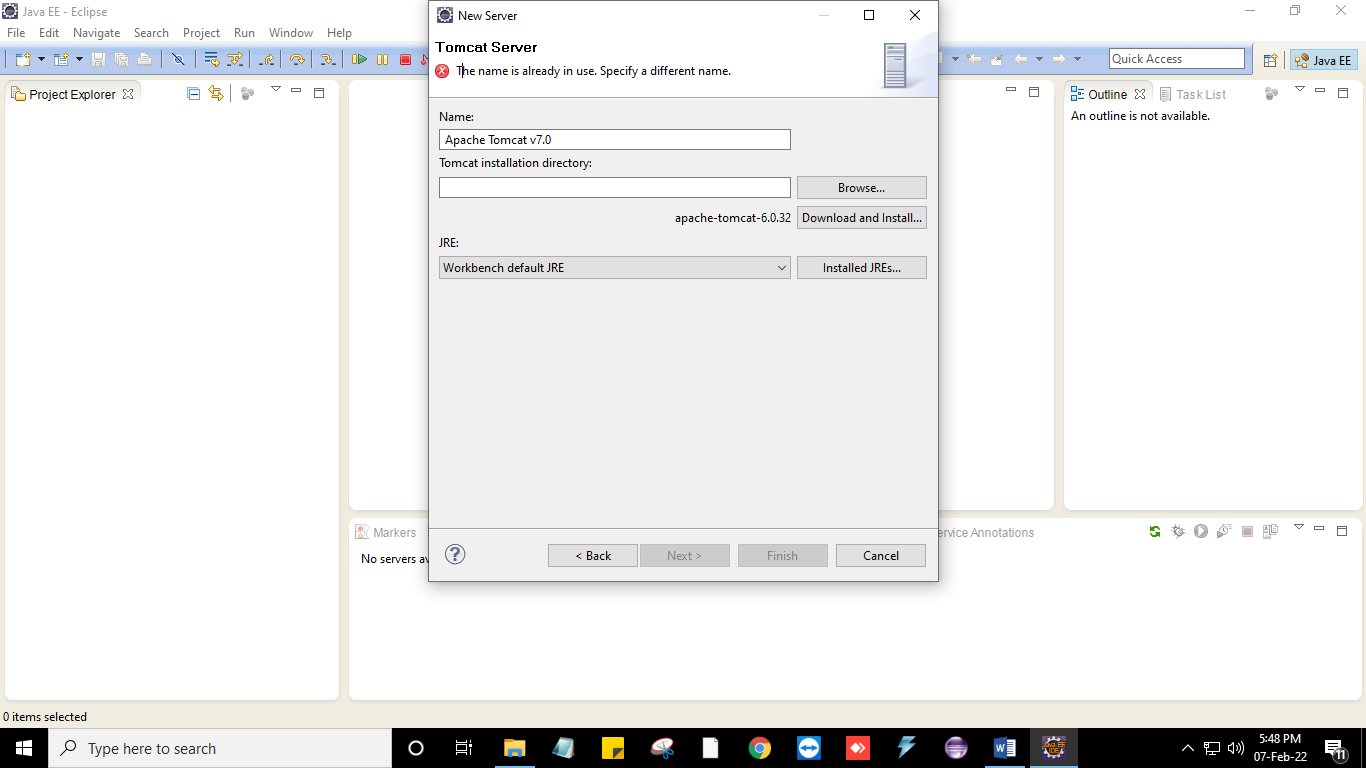 Java EE - Eclipse
File Edit Navigate Search Project Run Window Help
Quick Access
Java EE
Project Explorer
New Server
Tomcat Server
The name is already in use. Specify a different name.
Name:
Apache Tomcat v7.0
Tomcat installation directory:
Browse...
apache-tomcat-6.0.32 Download and Install...
JRE:
Workbench default JRE Installed JREs...
< Back Next > Finish Cancel
Outline Task List
An outline is not available.
Markers ervice Annotations
No servers av
0 items selected
Type here to search
5:48 PM
07-Feb-22
11